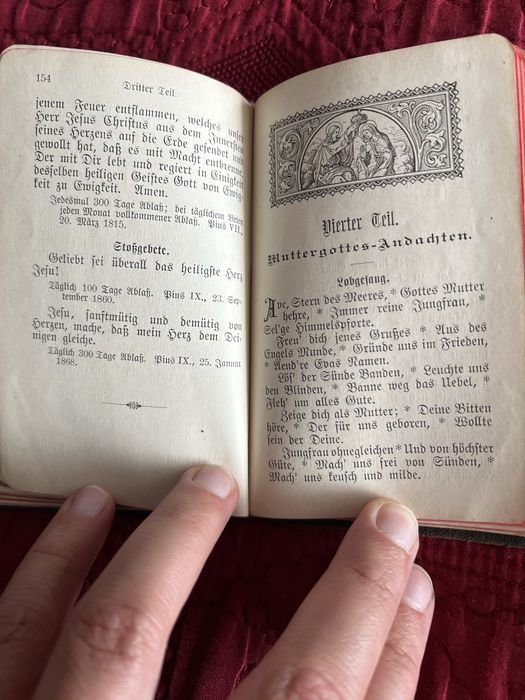 154
Dritter Teil.
jenem Feuer entflammen, welches unser
Herr Jesus Christus aus dem Innersten
seines Herzens auf die Erde gesendet und
gewollt hat, daß es mit Macht entbrenne.
Der mit Dir lebt und regiert in Einigkeit
desselben heiligen Geistes Gott von Ewig-
keit zu Ewigkeit. Amen.
Jedesmal 300 Tage Ablaß; bei täglichem Beten
jeden Monat vollkommener Ablaß. Pius VII.,
20. März 1815.
Stoßgebete.
Geliebt sei überall das heiligste Herz
Jesu!
Täglich 100 Tage Ablaß. Pius IX., 23. Sep-
tember 1860.
Jesu, sanftmütig und demütig von
Herzen, mache, daß mein Herz dem Dei-
nigen gleiche.
Täglich 300 Tage Ablaß. Pius IX., 25. Januar
1868.
Vierter Teil.
Muttergottes-Andachten.
Lobgesang.
Ave, Stern des Meeres, * Gottes Mutter
hehre, * Immer reine Jungfrau, *
Sel'ge Himmelspforte.
Freu' dich jenes Grußes * Aus des
Engels Munde, * Gründe uns im Frieden,
* Aend're Evas Namen.
Lös' der Sünde Banden, * Leuchte uns
den Blinden, * Banne weg das Uebel, *
Fleh' um alles Gute.
Zeige dich als Mutter; * Deine Bitten
höre, * Der für uns geboren, * Wollte
sein der Deine.
Jungfrau ohnegleichen * Und von höchster
Güte, * Mach' uns frei von Sünden, *
Mach' uns keusch und milde.